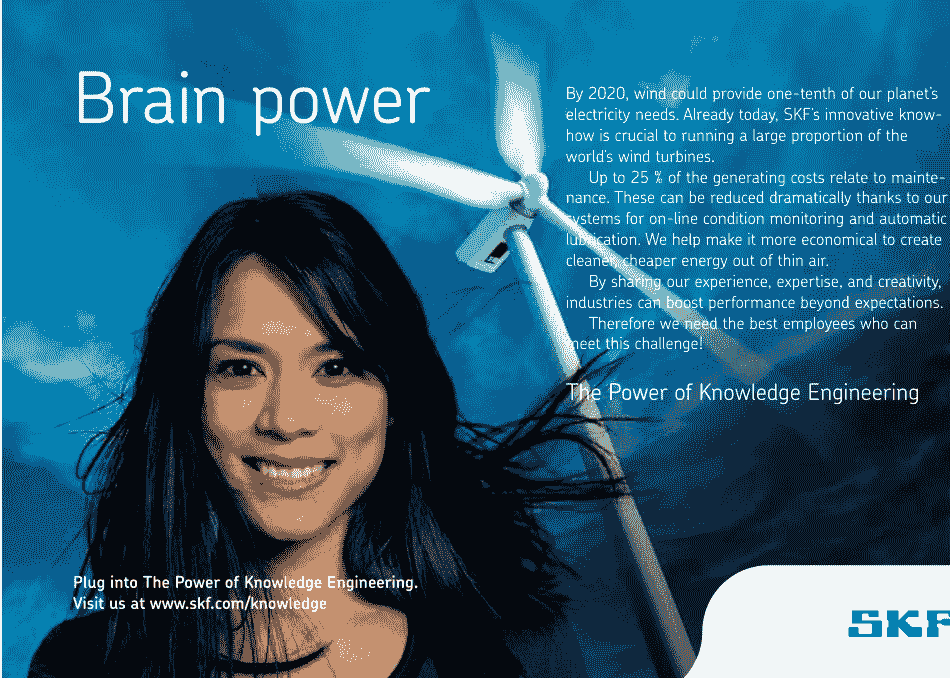 Brain power
By 2020, wind could provide one-tenth of our planet's
electricity needs. Already today, SKF's innovative know-
how is crucial to running a large proportion of the
world's wind turbines.
Up to 25 % of the generating costs relate to mainte-
nance. These can be reduced dramatically thanks to our
systems for on-line condition monitoring and automatic
lubrication. We help make it more economical to create
cleaner, cheaper energy out of thin air.
By sharing our experience, expertise, and creativity,
industries can boost performance beyond expectations.
Therefore we need the best employees who can
meet this challenge!
The Power of Knowledge Engineering
Plug into The Power of Knowledge Engineering.
Visit us at www.skf.com/knowledge
SKF